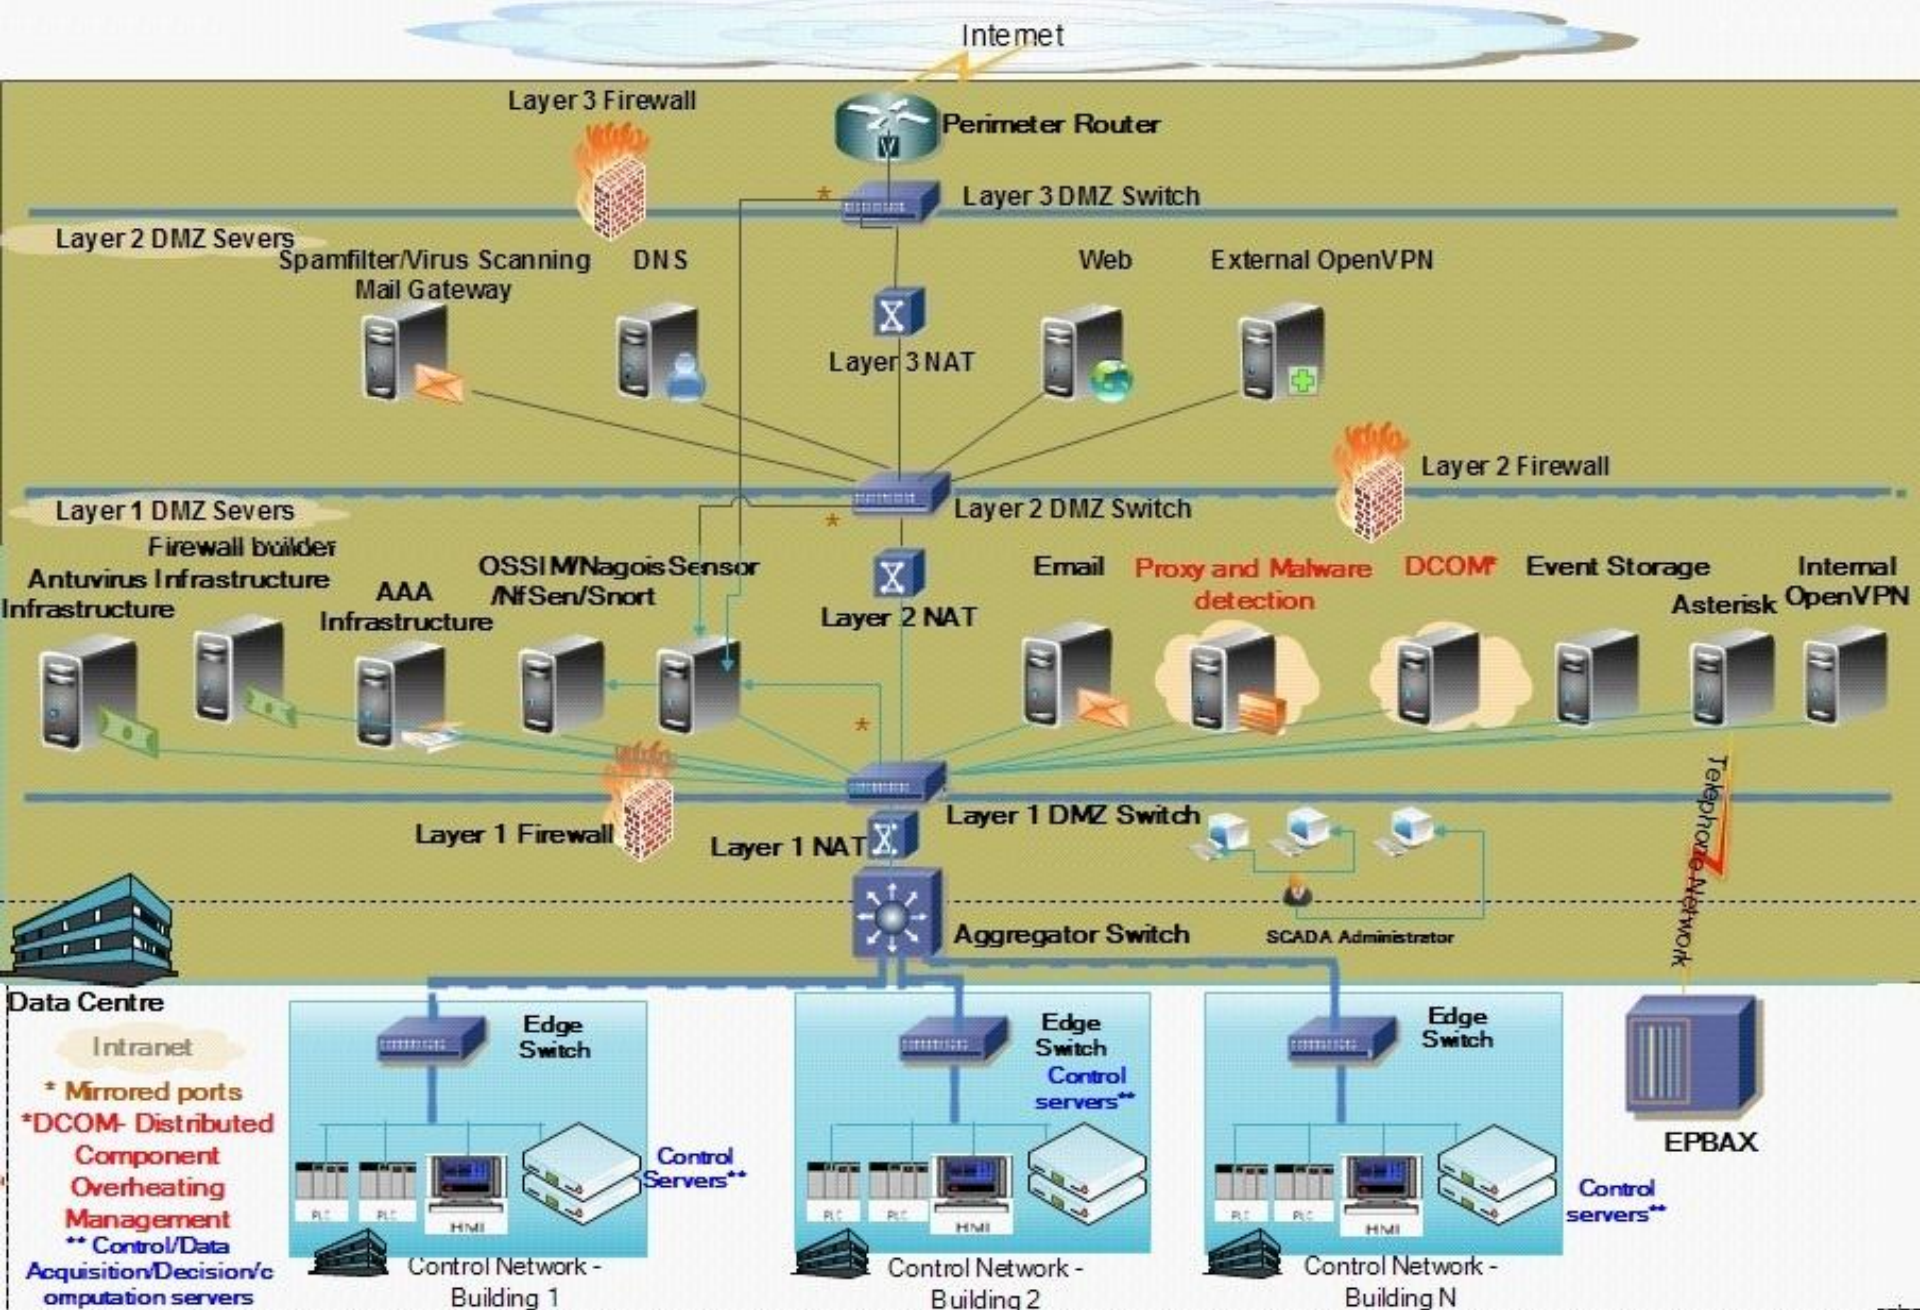 Internet
Layer 3 Firewall
Perimeter Router
Layer 3 DMZ Switch
Layer 2 DMZ Severs
Spamfilter/Virus Scanning
Mail Gateway
DNS
Web
External OpenVPN
Layer 3 NAT
Layer 2 Firewall
Layer 1 DMZ Severs
Layer 2 DMZ Switch
Firewall builder
Infrastructure
Antuvirus
Infrastructure
AAA
Infrastructure
OSSIM/Nagois
/NfSen/Snort
Sensor
Layer 2 NAT
Email
Proxy and Malware
detection
DCOM*
Event Storage
Asterisk
Internal
OpenVPN
Telephone Network
Layer 1 Firewall
Layer 1 DMZ Switch
Layer 1 NAT
Aggregator Switch
SCADA Administrator
Data Centre
Intranet
* Mirrored ports
*DCOM- Distributed
Component
Overheating
Management
** Control/Data
Acquisition/Decision/c
omputation servers
Edge
Switch
PLC
PLC
HMI
Control
Servers**
Control Network -
Building 1
Edge
Switch
Control
servers**
PLC
PLC
HMI
Control Network -
Building 2
Edge
Switch
PLC
PLC
HMI
Control
servers**
Control Network -
Building N
EPBAX